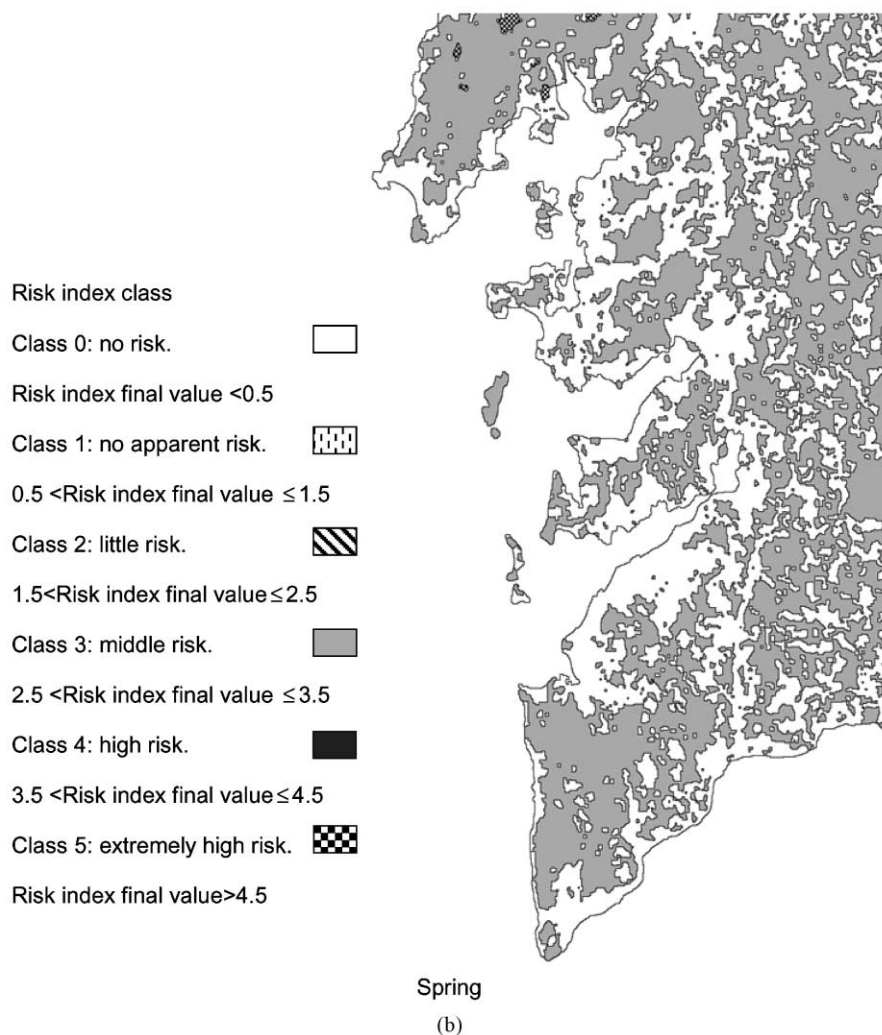 Risk index class
Class 0: no risk.
Risk index final value <0.5
Class 1: no apparent risk.
0.5 <Risk index final value ≤1.5
Class 2: little risk.
1.5<Risk index final value≤2.5
Class 3: middle risk.
2.5 <Risk index final value ≤3.5
Class 4: high risk.
3.5 <Risk index final value≤4.5
Class 5: extremely high risk.
Risk index final value>4.5
Spring
(b)